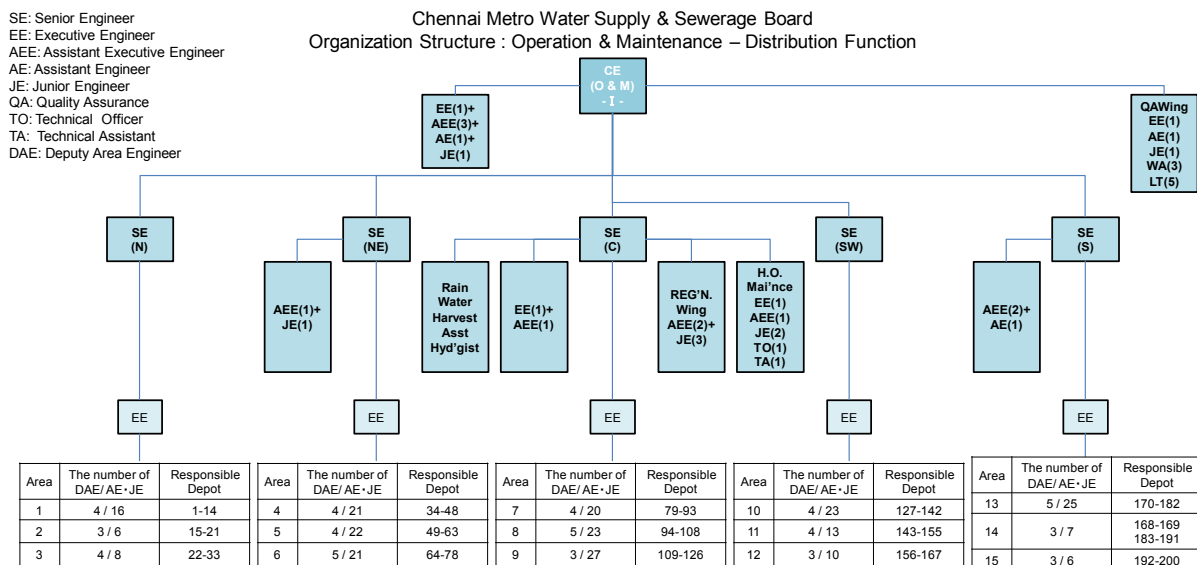 SE: Senior Engineer
EE: Executive Engineer
AEE: Assistant Executive Engineer
AE: Assistant Engineer
JE: Junior Engineer
QA: Quality Assurance
TO: Technical Officer
TA: Technical Assistant
DAE: Deputy Area Engineer
Chennai Metro Water Supply & Sewerage Board
Organization Structure : Operation & Maintenance – Distribution Function
CE
(O & M)
- I -
EE(1)+
AEE(3)+
AE(1)+
JE(1)
QAWing
EE(1)
AE(1)
JE(1)
WA(3)
LT(5)
SE
(N)
SE
(NE)
SE
(C)
SE
(SW)
SE
(S)
AEE(1)+
JE(1)
Rain
Water
Harvest
Asst
Hyd'gist
EE(1)+
AEE(1)
REG'N.
Wing
AEE(2)+
JE(3)
H.O.
Mai'nce
EE(1)
AEE(1)
JE(2)
TO(1)
TA(1)
AEE(2)+
AE(1)
EE
EE
EE
EE
EE
Area The number of DAE/ AE・JE Responsible Depot
1 4 / 16 1-14
2 3 / 6 15-21
3 4 / 8 22-33
Area The number of DAE/ AE・JE Responsible Depot
4 4 / 21 34-48
5 4 / 22 49-63
6 5 / 21 64-78
Area The number of DAE/ AE・JE Responsible Depot
7 4 / 20 79-93
8 5 / 23 94-108
9 3 / 27 109-126
Area The number of DAE/ AE・JE Responsible Depot
10 4 / 23 127-142
11 4 / 13 143-155
12 3 / 10 156-167
Area The number of DAE/ AE・JE Responsible Depot
13 5 / 25 170-182
14 3 / 7 168-169 183-191
15 3 / 6 192-200